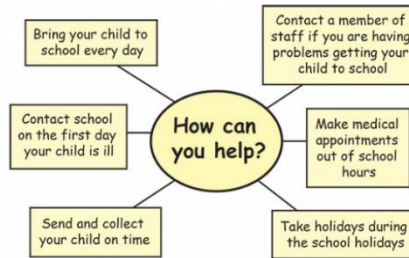 Bring your child to
school every day
Contact a member of
staff if you are having
problems getting your
child to school
Contact school
on the first day
your child is ill
How can
you help?
Make medical
appointments
out of school
hours
Send and collect
your child on time
Take holidays during
the school holidays